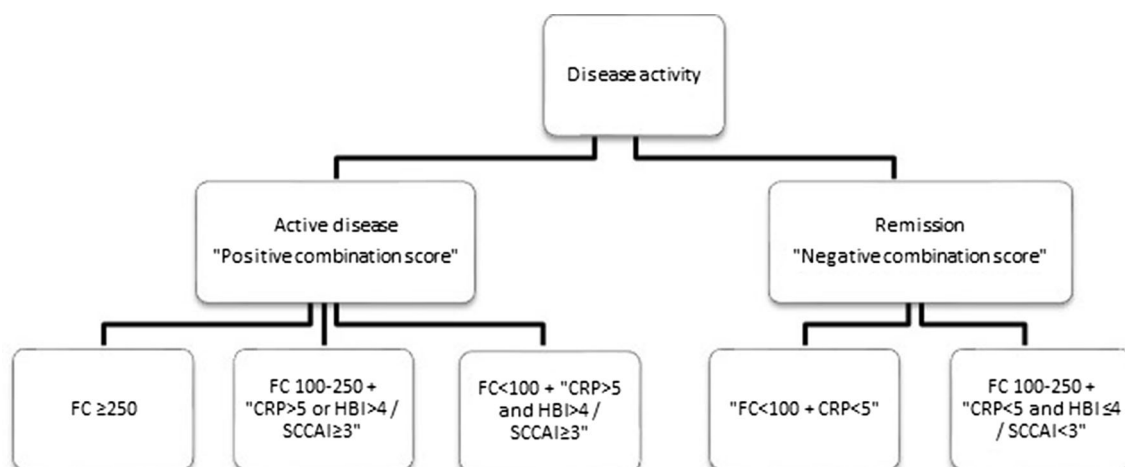 Disease activity
Active disease
"Positive combination score"
Remission
"Negative combination score"
FC ≥250
FC 100-250 +
"CRP>5 or HBI>4 /
SCCAI≥3"
FC<100 + "CRP>5
and HBI>4 /
SCCAI≥3"
"FC<100 + CRP<5"
FC 100-250 +
"CRP<5 and HBI ≤4
/ SCCAI<3"